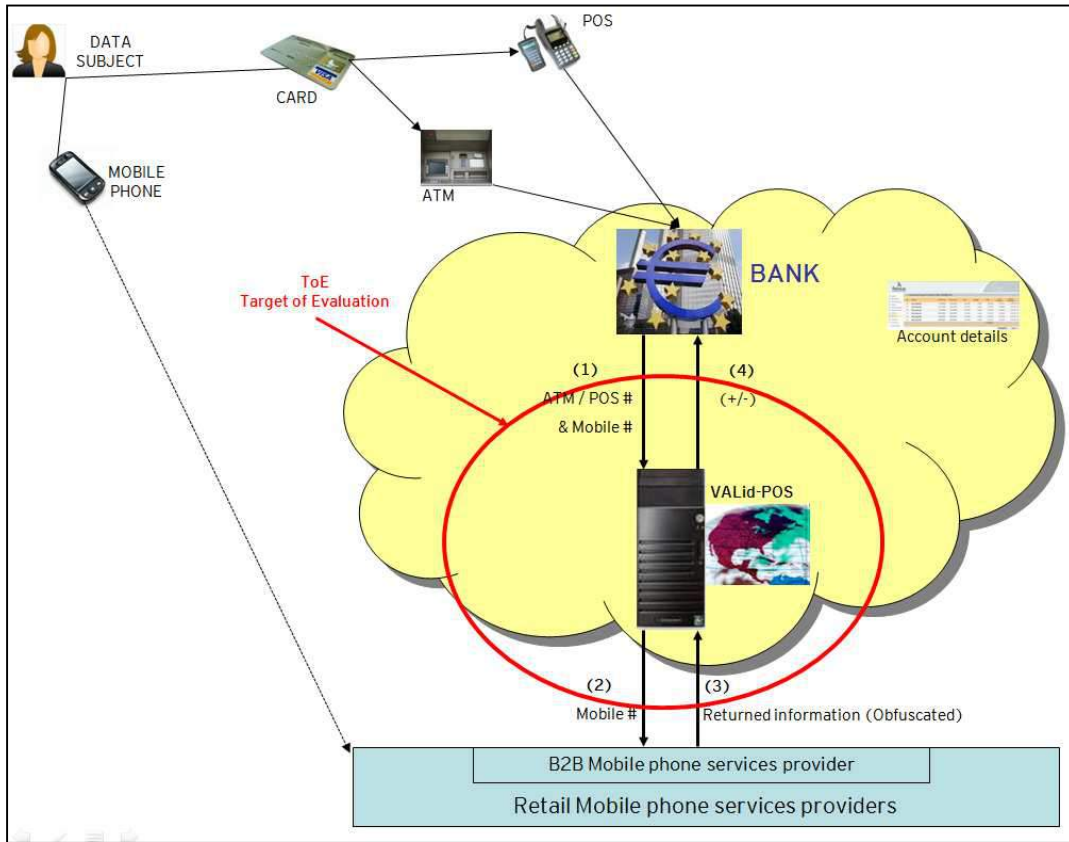 DATA
SUBJECT
CARD
POS
MOBILE
PHONE
ATM
ToE
Target of Evaluation
BANK
Account details
(1)
ATM / POS #
& Mobile #
(4)
(+/-)
VALid-POS
(2)
Mobile #
(3)
Returned information (Obfuscated)
B2B Mobile phone services provider
Retail Mobile phone services providers